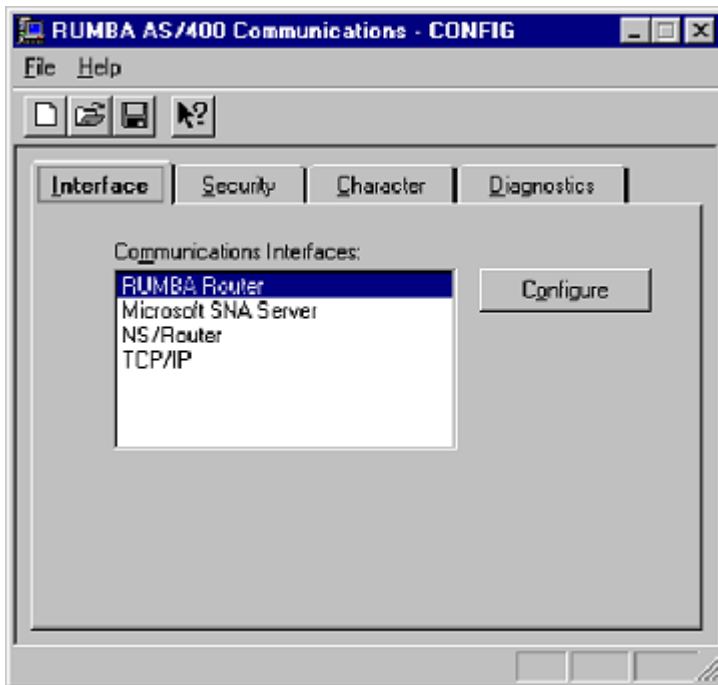 RUMBA AS/400 Communications - CONFIG
File Help
Interface Security Character Diagnostics
Communications Interfaces:
RUMBA Router
Configure
Microsoft SNA Server
NS/Router
TCP/IP